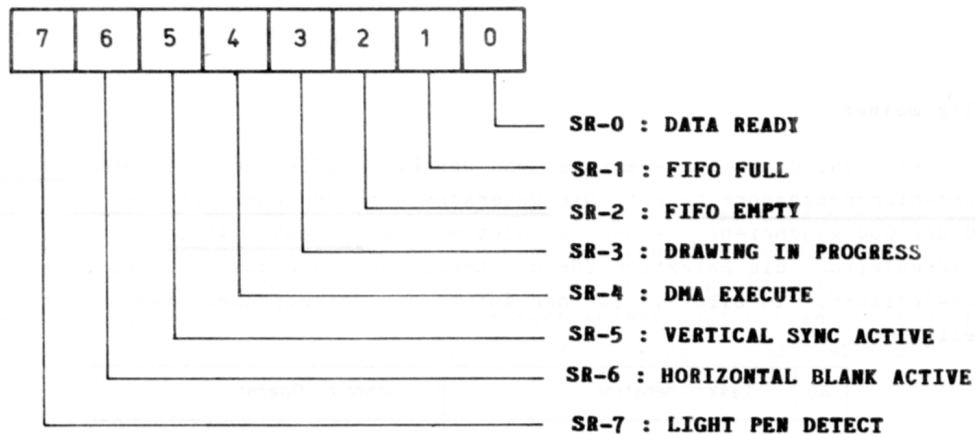 7 6 5 4 3 2 1 0
SR-0 : DATA READY
SR-1 : FIFO FULL
SR-2 : FIFO EMPTY
SR-3 : DRAWING IN PROGRESS
SR-4 : DMA EXECUTE
SR-5 : VERTICAL SYNC ACTIVE
SR-6 : HORIZONTAL BLANK ACTIVE
SR-7 : LIGHT PEN DETECT